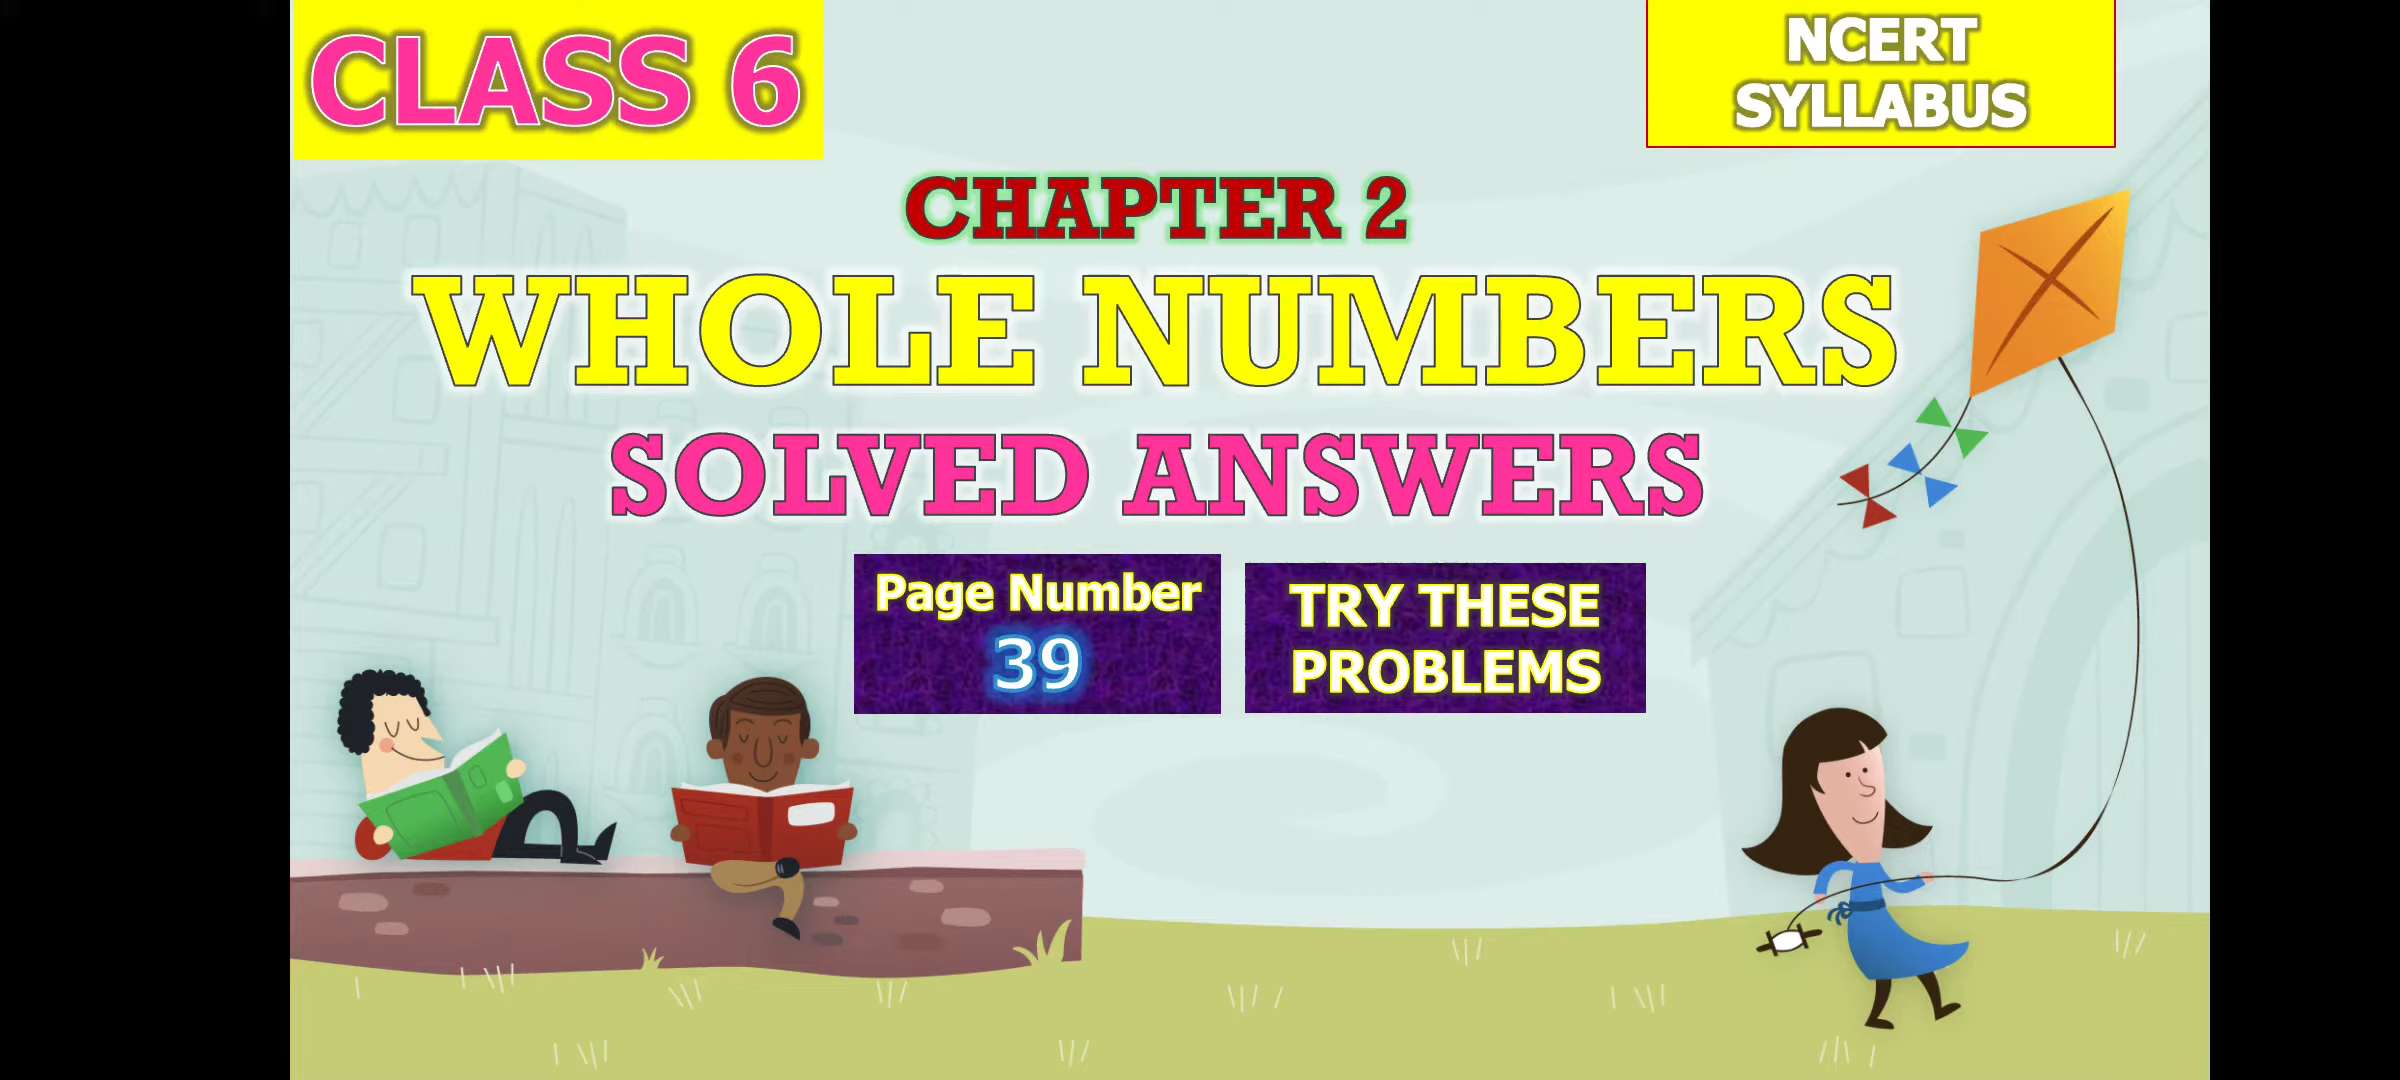 CLASS 6
NCERT
SYLLABUS
CHAPTER 2
WHOLE NUMBERS
SOLVED ANSWERS
Page Number
39
TRY THESE
PROBLEMS